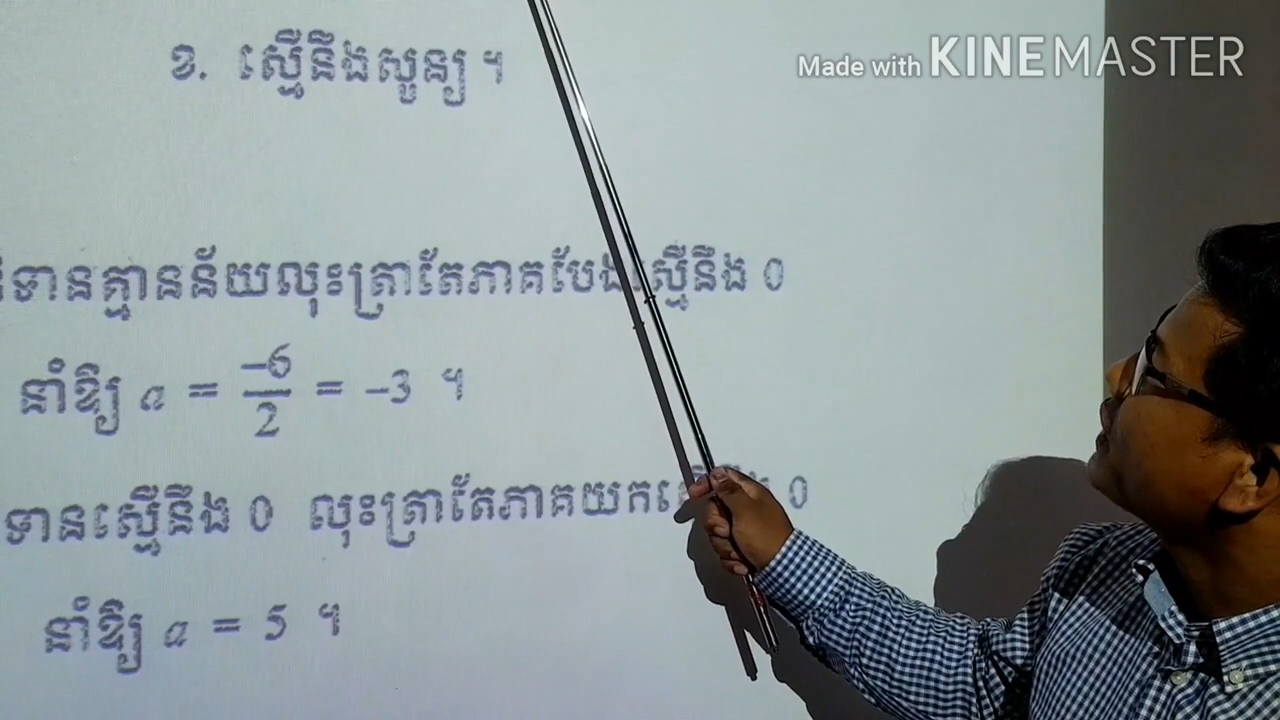 ខ. ស្មើនឹងសូន្យ ។
Made with KINEMASTER
ទានគ្មានន័យលុះត្រាតែភាគបែងស្មើនឹង 0
នាំឱ្យ a = \frac{-6}{2} = -3 ។
ទានស្មើនឹង 0 លុះត្រាតែភាគយក 0
នាំឱ្យ a = 5 ។